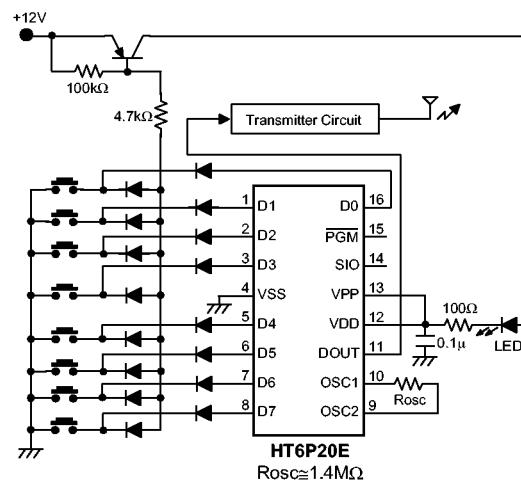 +12V
100kΩ
4.7kΩ
Transmitter Circuit
1 D1 D0 16
2 D2 PGM 15
3 D3 SIO 14
4 VSS VPP 13
5 D4 VDD 12
6 D5 DOUT 11
7 D6 OSC1 10
8 D7 OSC2 9
100Ω
0.1μ
LED
Rosc
HT6P20E
Rosc≅1.4MΩ